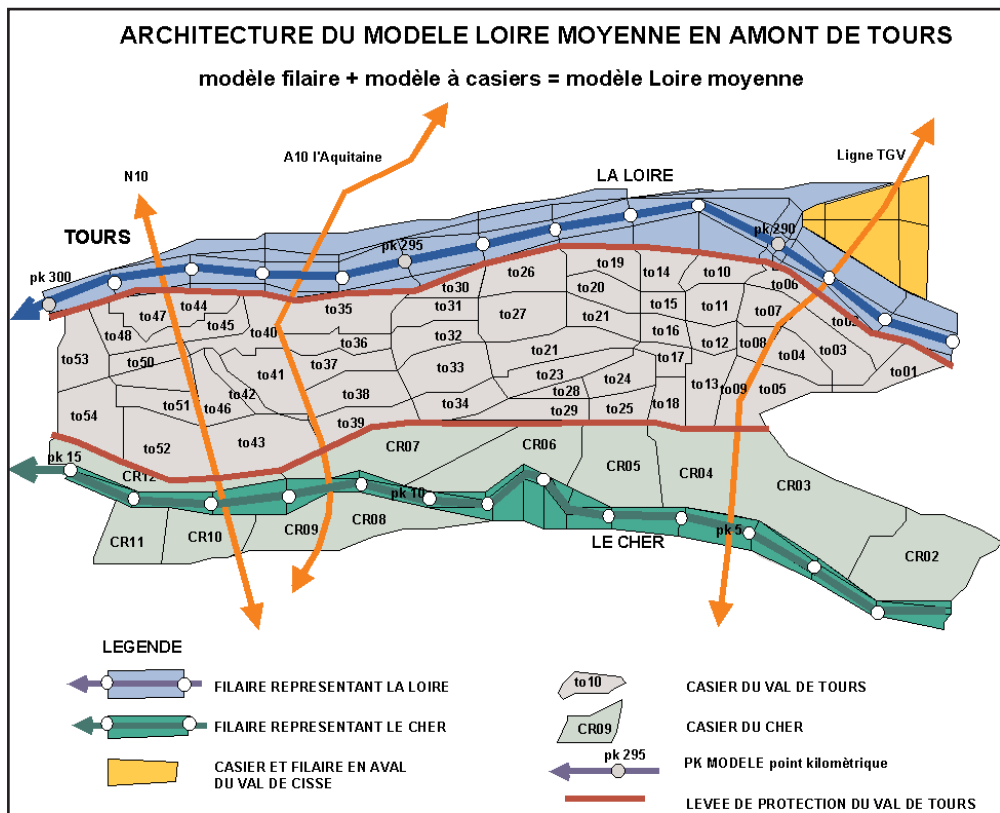 ARCHITECTURE DU MODELE LOIRE MOYENNE EN AMONT DE TOURS
modèle filaire + modèle à casiers = modèle Loire moyenne
A10 l'Aquitaine
Ligne TGV
N10
LA LOIRE
TOURS
pk 300
pk 295
pk 290
to47
to44
to45
to48
to40
to35
to30
to26
to19
to14
to10
to06
to31
to27
to20
to21
to15
to11
to07
to53
to50
to41
to36
to37
to32
to33
to21
to16
to12
to08
to04
to03
to01
to54
to51
to46
to42
to38
to34
to23
to28
to29
to24
to25
to17
to18
to13
to09
to05
to52
to43
to39
pk 15
CR12
CR07
CR06
CR05
CR04
CR03
pk 10
pk 5
CR11
CR10
CR09
CR08
LE CHER
CR02
LEGENDE
FILAIRE REPRESENTANT LA LOIRE
FILAIRE REPRESENTANT LE CHER
CASIER ET FILAIRE EN AVAL
DU VAL DE CISSE
to10
CASIER DU VAL DE TOURS
CR09
CASIER DU CHER
pk 295
PK MODELE point kilomètrique
LEVEE DE PROTECTION DU VAL DE TOURS